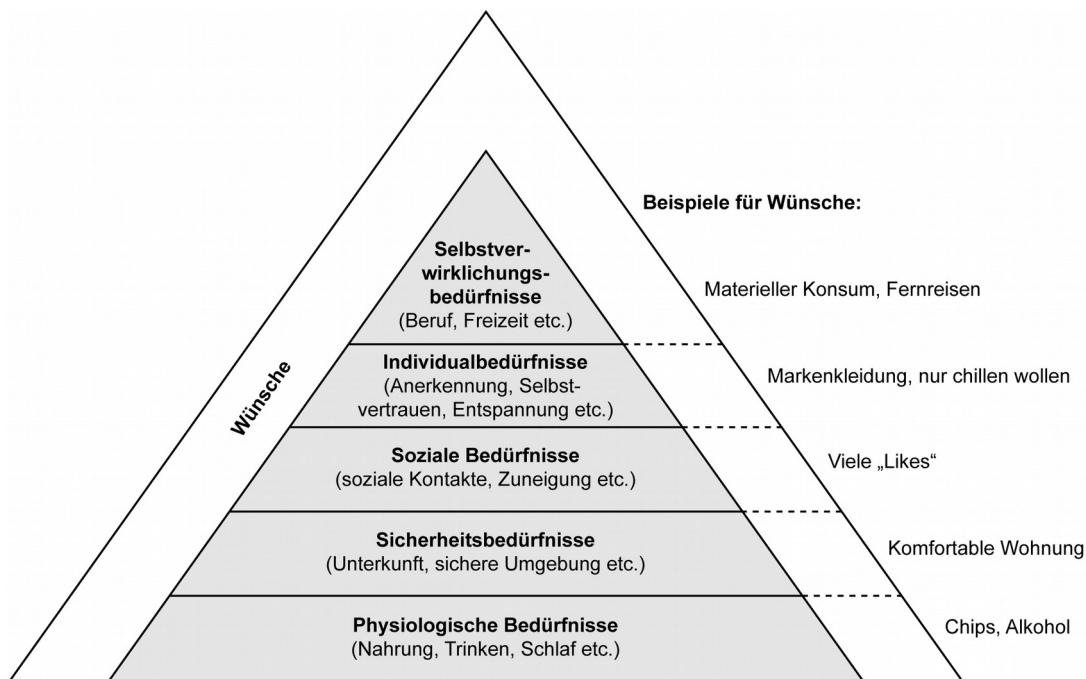 Beispiele für Wünsche:
Selbstver-
wirklichungs-
bedürfnisse
(Beruf, Freizeit etc.)
Materieller Konsum, Fernreisen
Wünsche
Individualbedürfnisse
(Anerkennung, Selbst-
vertrauen, Entspannung etc.)
Markenkleidung, nur chillen wollen
Soziale Bedürfnisse
(soziale Kontakte, Zuneigung etc.)
Viele „Likes“
Sicherheitsbedürfnisse
(Unterkunft, sichere Umgebung etc.)
Komfortable Wohnung
Physiologische Bedürfnisse
(Nahrung, Trinken, Schlaf etc.)
Chips, Alkohol